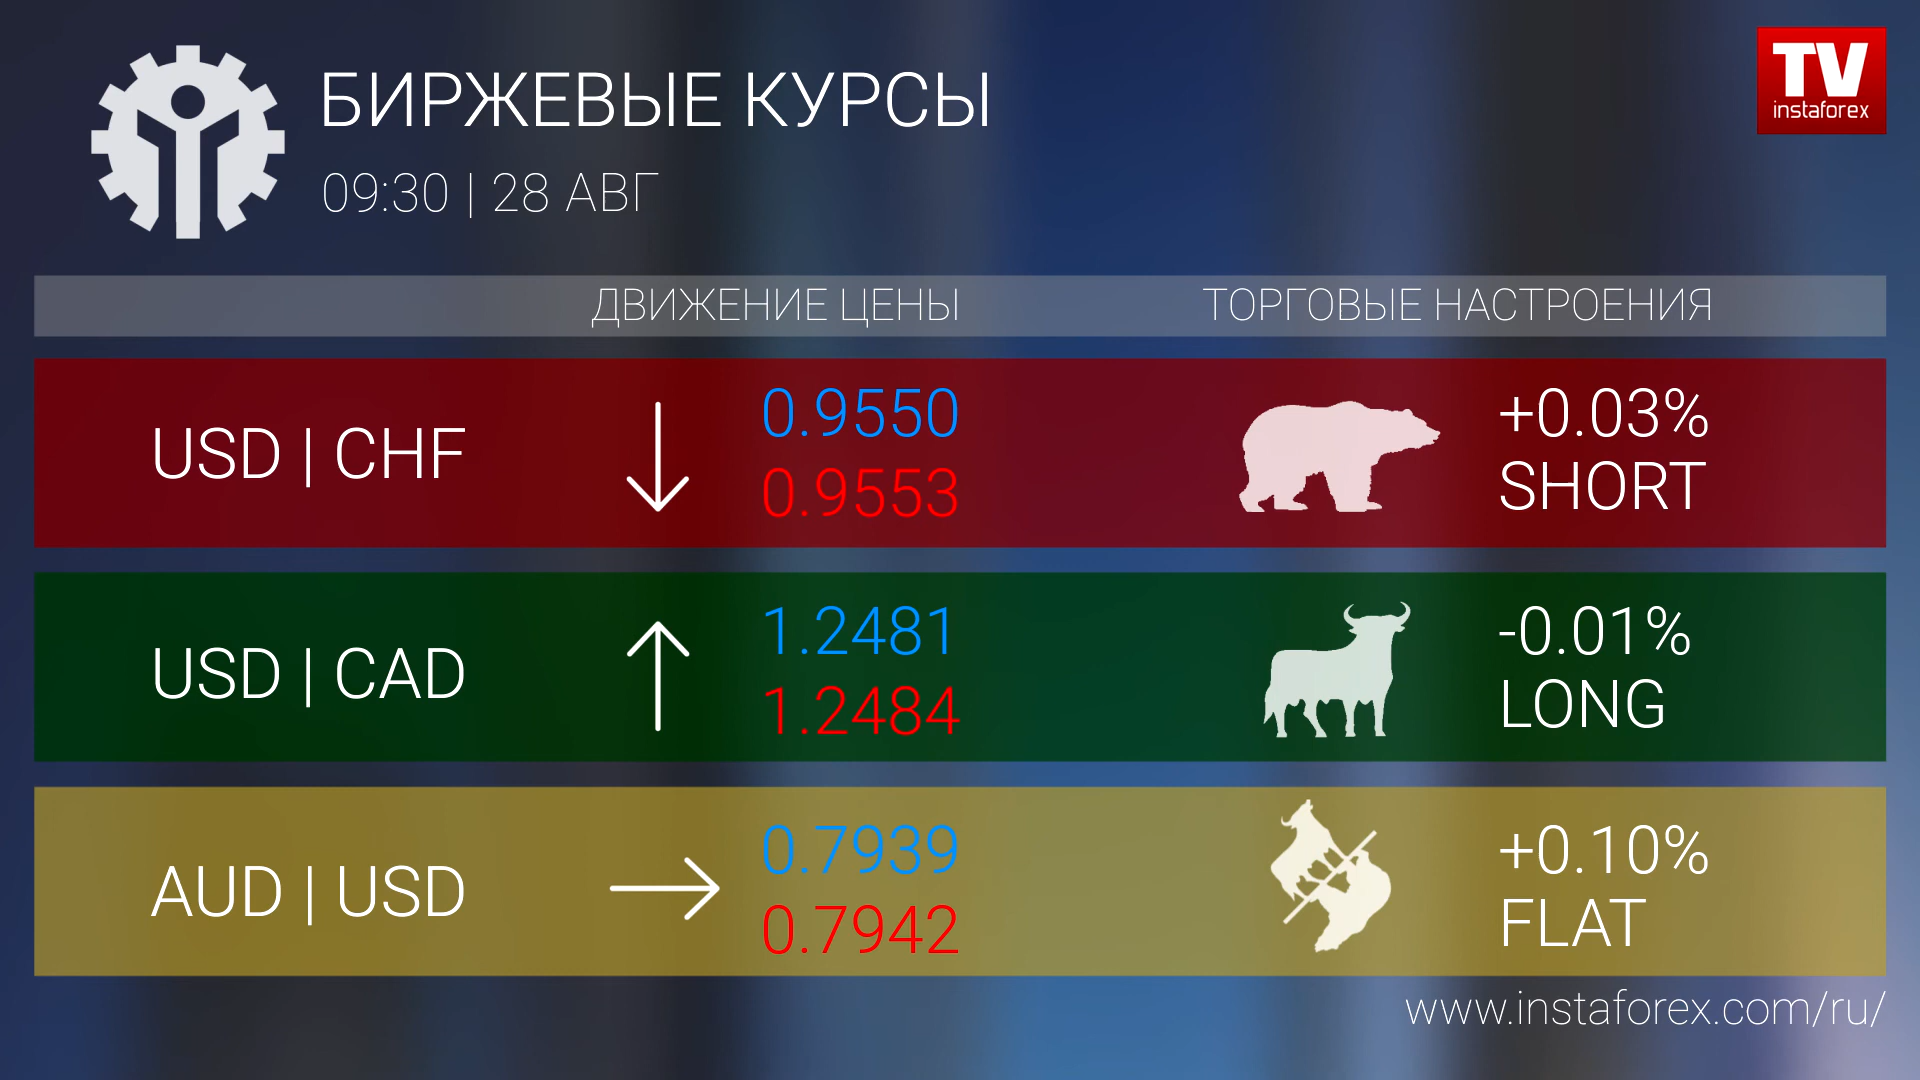 БИРЖЕВЫЕ КУРСЫ
09:30 | 28 АВГ
TV
instaforex
ДВИЖЕНИЕ ЦЕНЫ
ТОРГОВЫЕ НАСТРОЕНИЯ
USD | CHF
0.9550
0.9553
+0.03%
SHORT
USD | CAD
1.2481
1.2484
-0.01%
LONG
AUD | USD
0.7939
0.7942
+0.10%
FLAT
www.instaforex.com/ru/